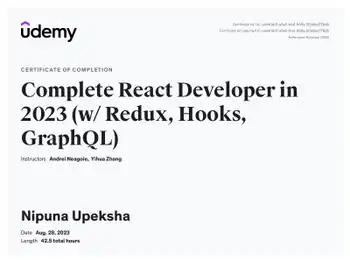 udemy
CERTIFICATE OF COMPLETION
Complete React Developer in
2023 (w/ Redux, Hooks,
GraphQL)
Instructors Andrei Neagoie, Yihua Zhang
Nipuna Upeksha
Date Aug. 28, 2023
Length 42.5 total hours